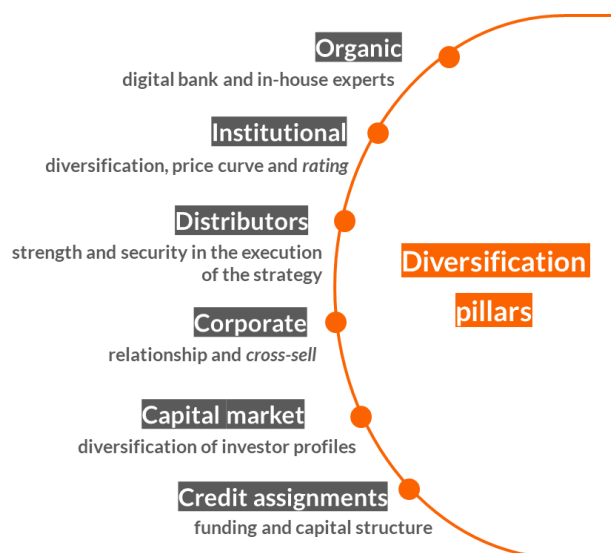 Organic
digital bank and in-house experts
Institutional
diversification, price curve and rating
Distributors
strength and security in the execution
of the strategy
Diversification
pillars
Corporate
relationship and cross-sell
Capital market
diversification of investor profiles
Credit assignments
funding and capital structure